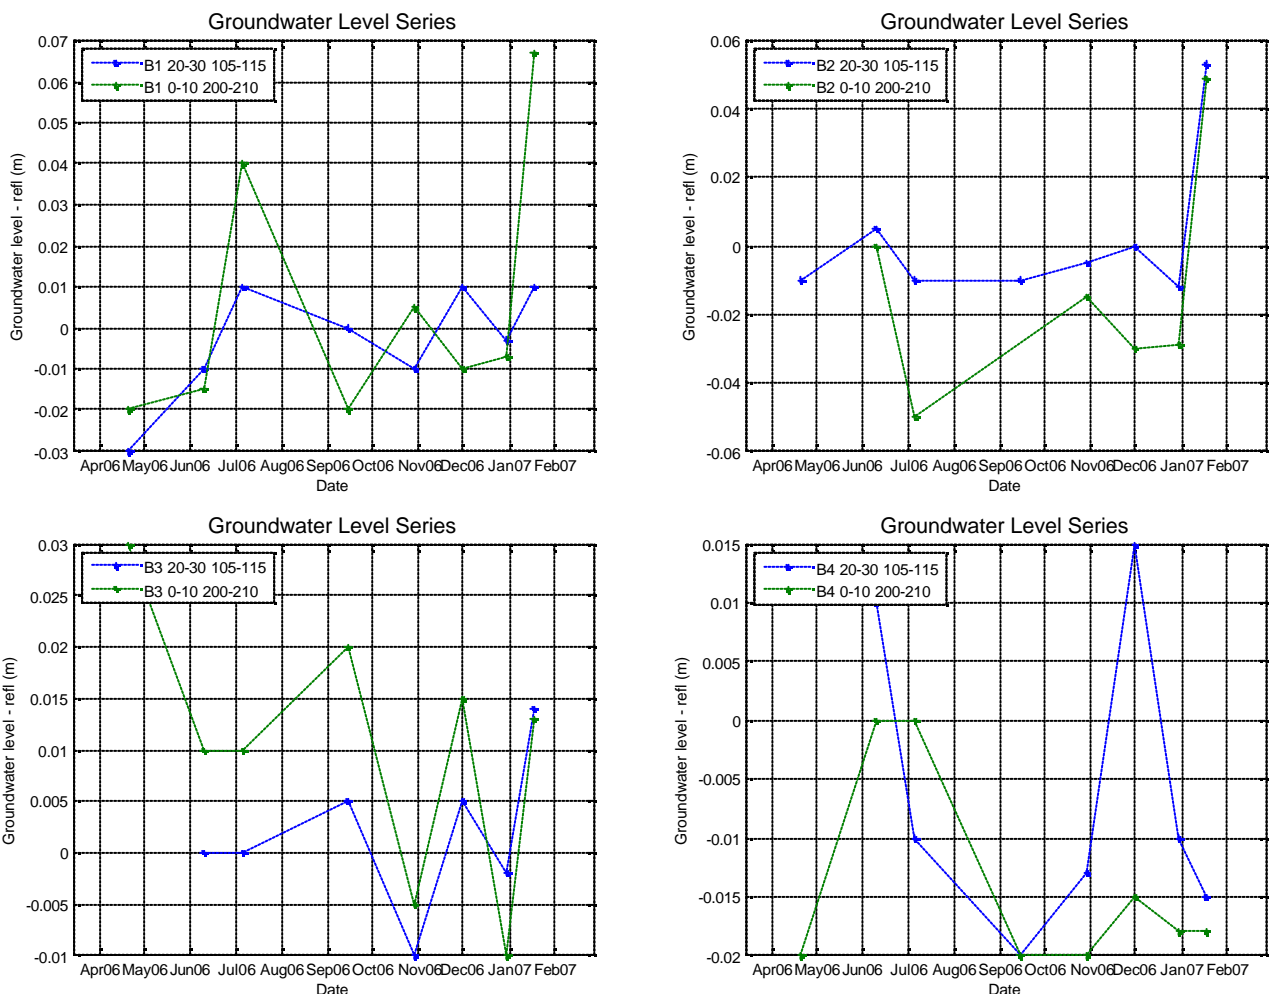 Groundwater Level Series
0.07
0.06
0.05
0.04
0.03
0.02
0.01
0
-0.01
-0.02
-0.03
Groundwater level - refl (m)
B1 20-30 105-115
B1 0-10 200-210
Apr06 May06 Jun06 Jul06 Aug06 Sep06 Oct06 Nov06 Dec06 Jan07 Feb07
Date
Groundwater Level Series
0.06
0.04
0.02
0
-0.02
-0.04
-0.06
Groundwater level - refl (m)
B2 20-30 105-115
B2 0-10 200-210
Apr06 May06 Jun06 Jul06 Aug06 Sep06 Oct06 Nov06 Dec06 Jan07 Feb07
Date
Groundwater Level Series
0.03
0.025
0.02
0.015
0.01
0.005
0
-0.005
-0.01
Groundwater level - refl (m)
B3 20-30 105-115
B3 0-10 200-210
Apr06 May06 Jun06 Jul06 Aug06 Sep06 Oct06 Nov06 Dec06 Jan07 Feb07
Date
Groundwater Level Series
0.015
0.01
0.005
0
-0.005
-0.01
-0.015
-0.02
Groundwater level - refl (m)
B4 20-30 105-115
B4 0-10 200-210
Apr06 May06 Jun06 Jul06 Aug06 Sep06 Oct06 Nov06 Dec06 Jan07 Feb07
Date